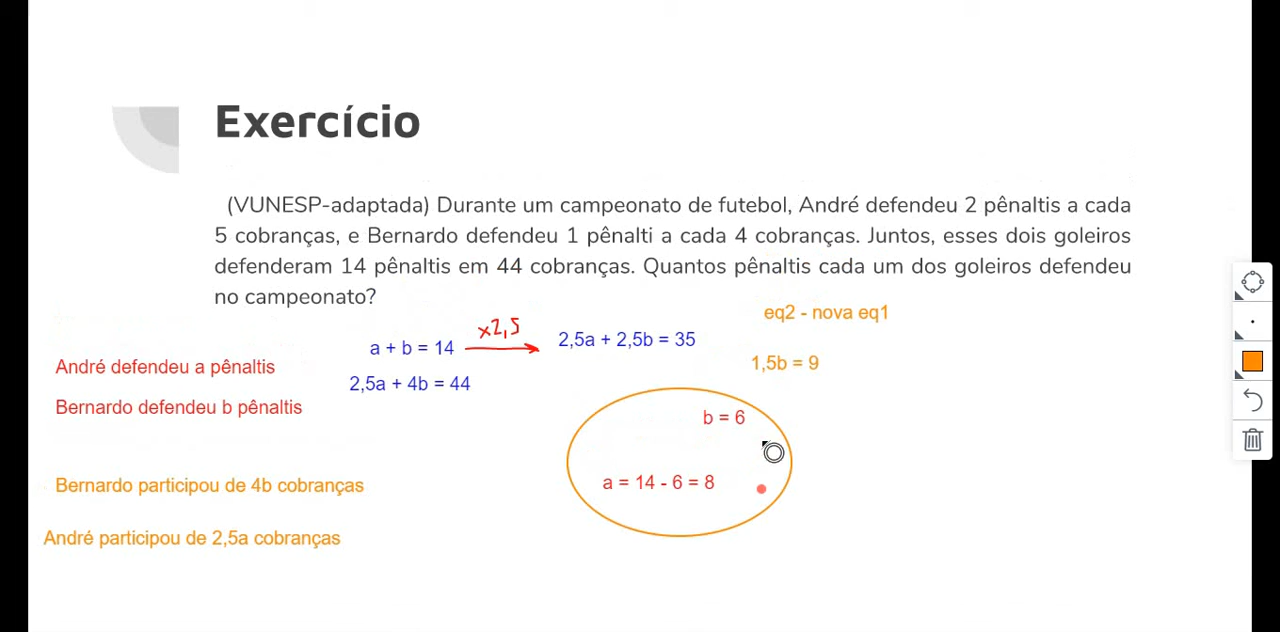 Exercício
(VUNESP-adaptada) Durante um campeonato de futebol, André defendeu 2 pênaltis a cada
5 cobranças, e Bernardo defendeu 1 pênalti a cada 4 cobranças. Juntos, esses dois goleiros
defenderam 14 pênaltis em 44 cobranças. Quantos pênaltis cada um dos goleiros defendeu
no campeonato?
eq2 - nova eq1
x2,5
a + b = 14
2,5a + 2,5b = 35
André defendeu a pênaltis
2,5a + 4b = 44
1,5b = 9
Bernardo defendeu b pênaltis
b = 6
Bernardo participou de 4b cobranças
a = 14 - 6 = 8
André participou de 2,5a cobranças